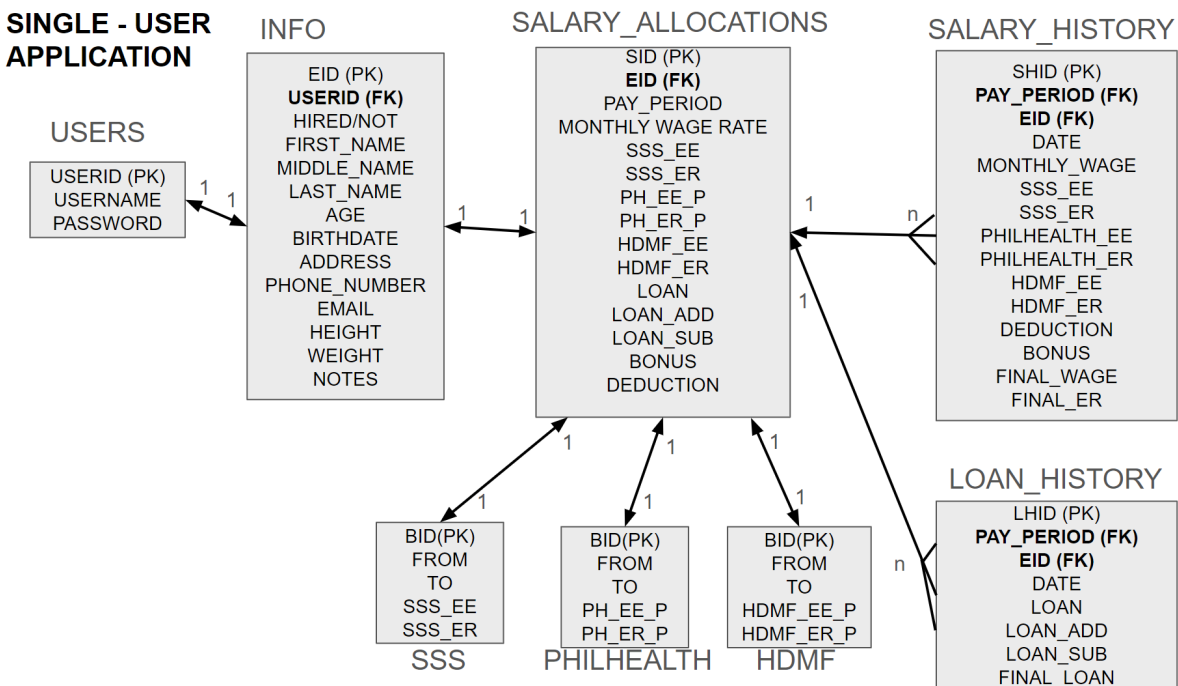 SINGLE - USER
APPLICATION
USERS
USERID (PK)
USERNAME
PASSWORD
1
1
INFO
EID (PK)
USERID (FK)
HIRED/NOT
FIRST_NAME
MIDDLE_NAME
LAST_NAME
AGE
BIRTHDATE
ADDRESS
PHONE_NUMBER
EMAIL
HEIGHT
WEIGHT
NOTES
1
1
SALARY_ALLOCATIONS
SID (PK)
EID (FK)
PAY_PERIOD
MONTHLY WAGE RATE
SSS_EE
SSS_ER
PH_EE_P
PH_ER_P
HDMF_EE
HDMF_ER
LOAN
LOAN_ADD
LOAN_SUB
BONUS
DEDUCTION
1
n
1
n
SALARY_HISTORY
SHID (PK)
PAY_PERIOD (FK)
EID (FK)
DATE
MONTHLY_WAGE
SSS_EE
SSS_ER
PHILHEALTH_EE
PHILHEALTH_ER
HDMF_EE
HDMF_ER
DEDUCTION
BONUS
FINAL_WAGE
FINAL_ER
1
1
1
1
1
1
BID(PK)
FROM
TO
SSS_EE
SSS_ER
SSS
BID(PK)
FROM
TO
PH_EE_P
PH_ER_P
PHILHEALTH
BID(PK)
FROM
TO
HDMF_EE_P
HDMF_ER_P
HDMF
LOAN_HISTORY
LHID (PK)
PAY_PERIOD (FK)
EID (FK)
DATE
LOAN
LOAN_ADD
LOAN_SUB
FINAL_LOAN